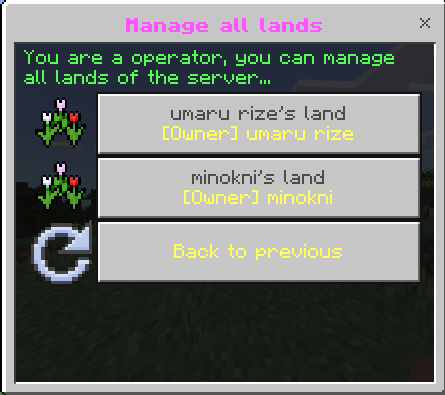 Manage all lands
You are a operator, you can manage
all lands of the server...
umaru rize's land
[Owner] umaru rize
minokni's land
[Owner] minokni
Back to previous